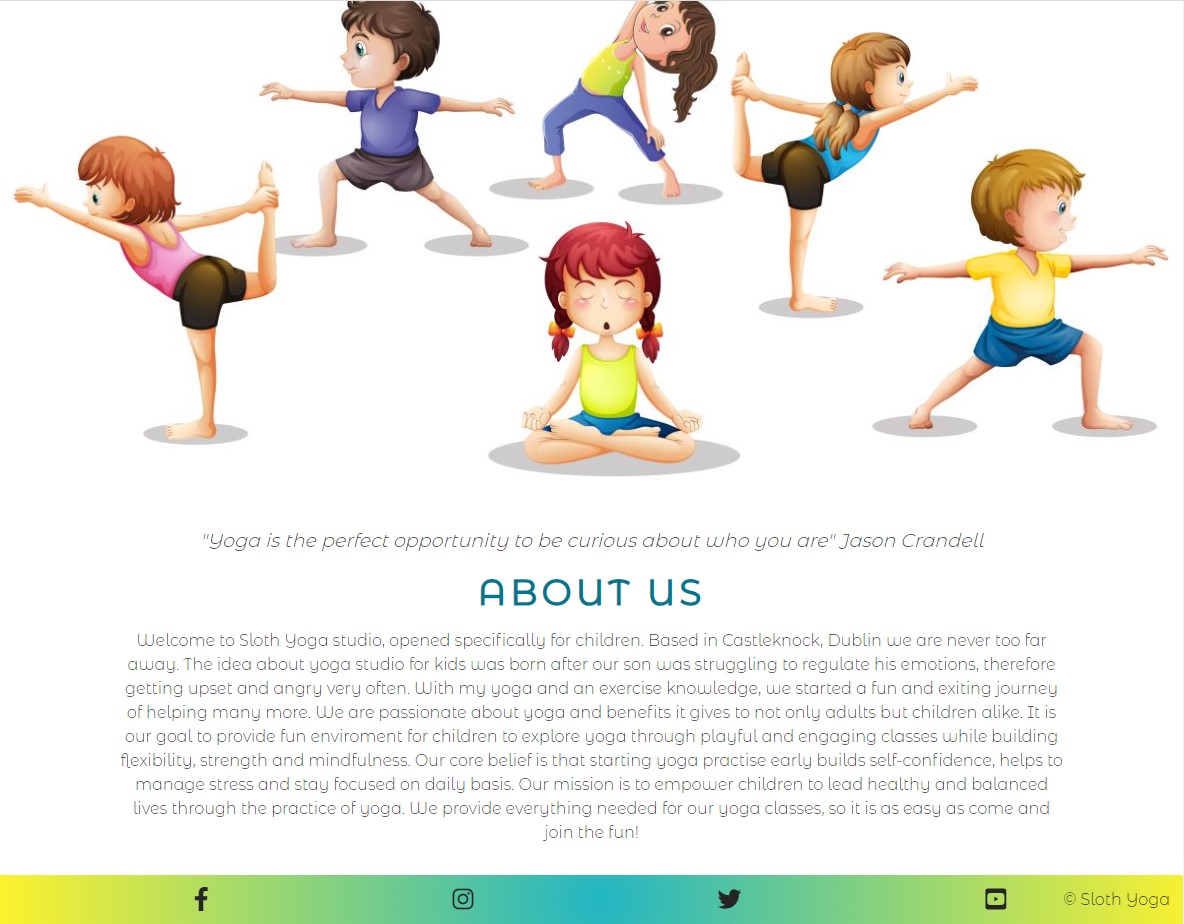 "Yoga is the perfect opportunity to be curious about who you are" Jason Crandell
ABOUT US
Welcome to Sloth Yoga studio, opened specifically for children. Based in Castleknock, Dublin we are never too far
away. The idea about yoga studio for kids was born after our son was struggling to regulate his emotions, therefore
getting upset and angry very often. With my yoga and an exercise knowledge, we started a fun and exiting journey
of helping many more. We are passionate about yoga and benefits it gives to not only adults but children alike. It is
our goal to provide fun enviroment for children to explore yoga through playful and engaging classes while building
flexibility, strength and mindfulness. Our core belief is that starting yoga practise early builds self-confidence, helps to
manage stress and stay focused on daily basis. Our mission is to empower children to lead healthy and balanced
lives through the practice of yoga. We provide everything needed for our yoga classes, so it is as easy as come and
join the fun!
© Sloth Yoga